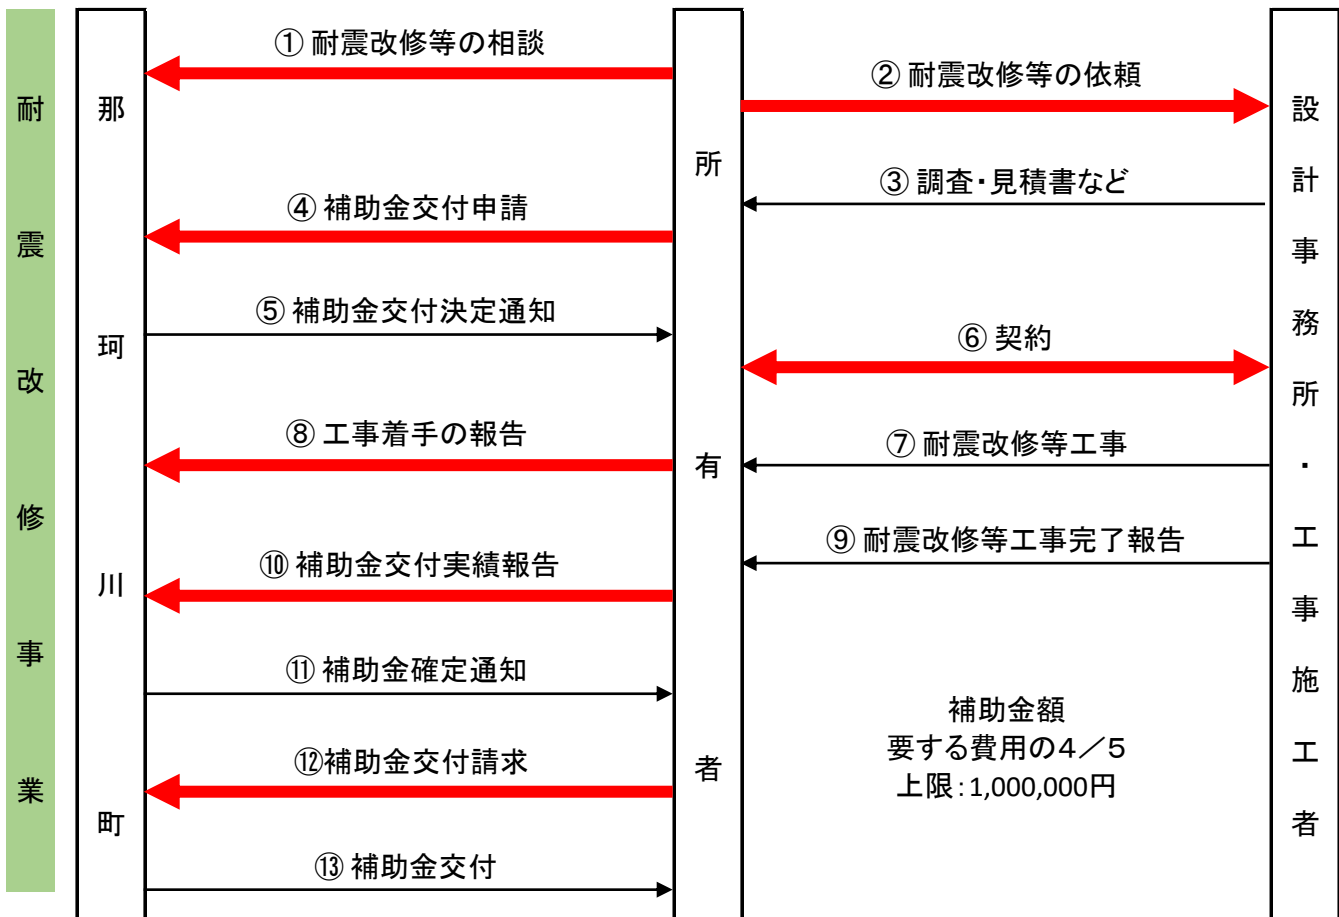 耐震改修事業
那珂川町
① 耐震改修等の相談
④ 補助金交付申請
⑤ 補助金交付決定通知
⑧ 工事着手の報告
⑩ 補助金交付実績報告
⑪ 補助金確定通知
⑫補助金交付請求
⑬ 補助金交付
所有者
② 耐震改修等の依頼
③ 調査・見積書など
⑥ 契約
⑦ 耐震改修等工事
⑨ 耐震改修等工事完了報告
補助金額
要する費用の4／5
上限：1,000,000円
設計事務所・工事施工者